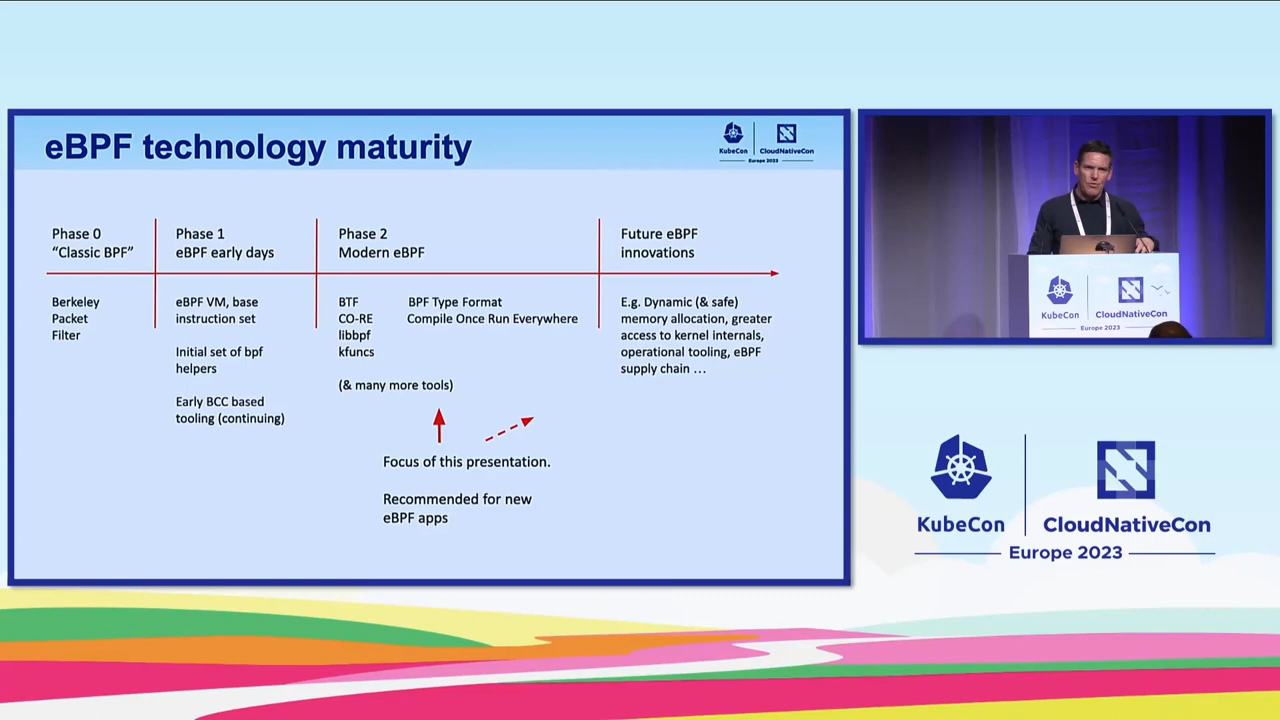 eBPF technology maturity
KubeCon
CloudNativeCon
Europe 2023
Phase 0
“Classic BPF”
Phase 1
eBPF early days
Phase 2
Modern eBPF
Future eBPF
innovations
Berkeley
Packet
Filter
eBPF VM, base
instruction set
Initial set of bpf
helpers
Early BCC based
tooling (continuing)
BTF BPF Type Format
CO-RE Compile Once Run Everywhere
libbpf
kfuncs
(& many more tools)
E.g. Dynamic (& safe)
memory allocation, greater
access to kernel internals,
operational tooling, eBPF
supply chain …
Focus of this presentation.
Recommended for new
eBPF apps
KubeCon
CloudNativeCon
Europe 2023
KubeCon
CloudNativeCon
Europe 2023